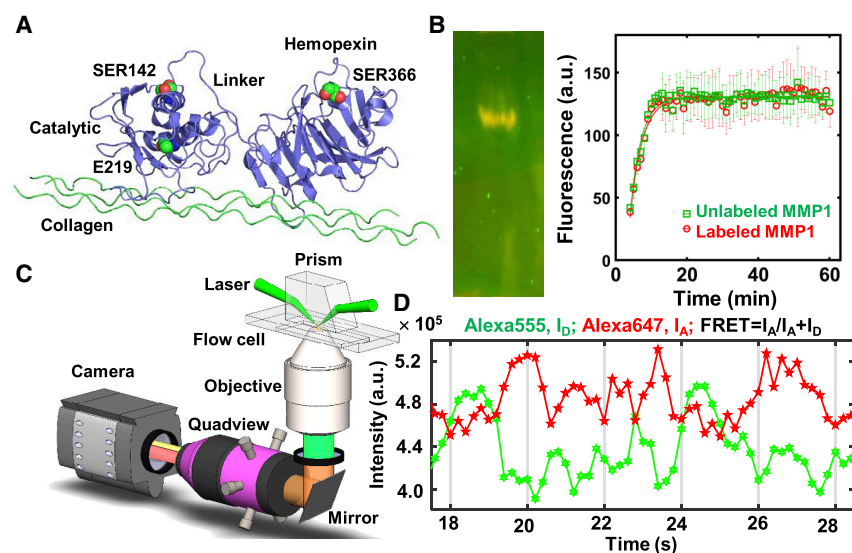 A
SER142
Linker
Hemopexin
SER366
Catalytic
E219
Collagen
B
Fluorescence (a.u.)
150
100
50
0
0 20 40 60
Time (min)
Unlabeled MMP1
Labeled MMP1
C
Prism
Laser
Flow cell
Objective
Camera
Quadview
Mirror
D
Alexa555, I_D; Alexa647, I_A; FRET=I_A/I_A+I_D
× 10⁵
Intensity (a.u.)
5.2
4.8
4.4
4.0
18 20 22 24 26 28
Time (s)